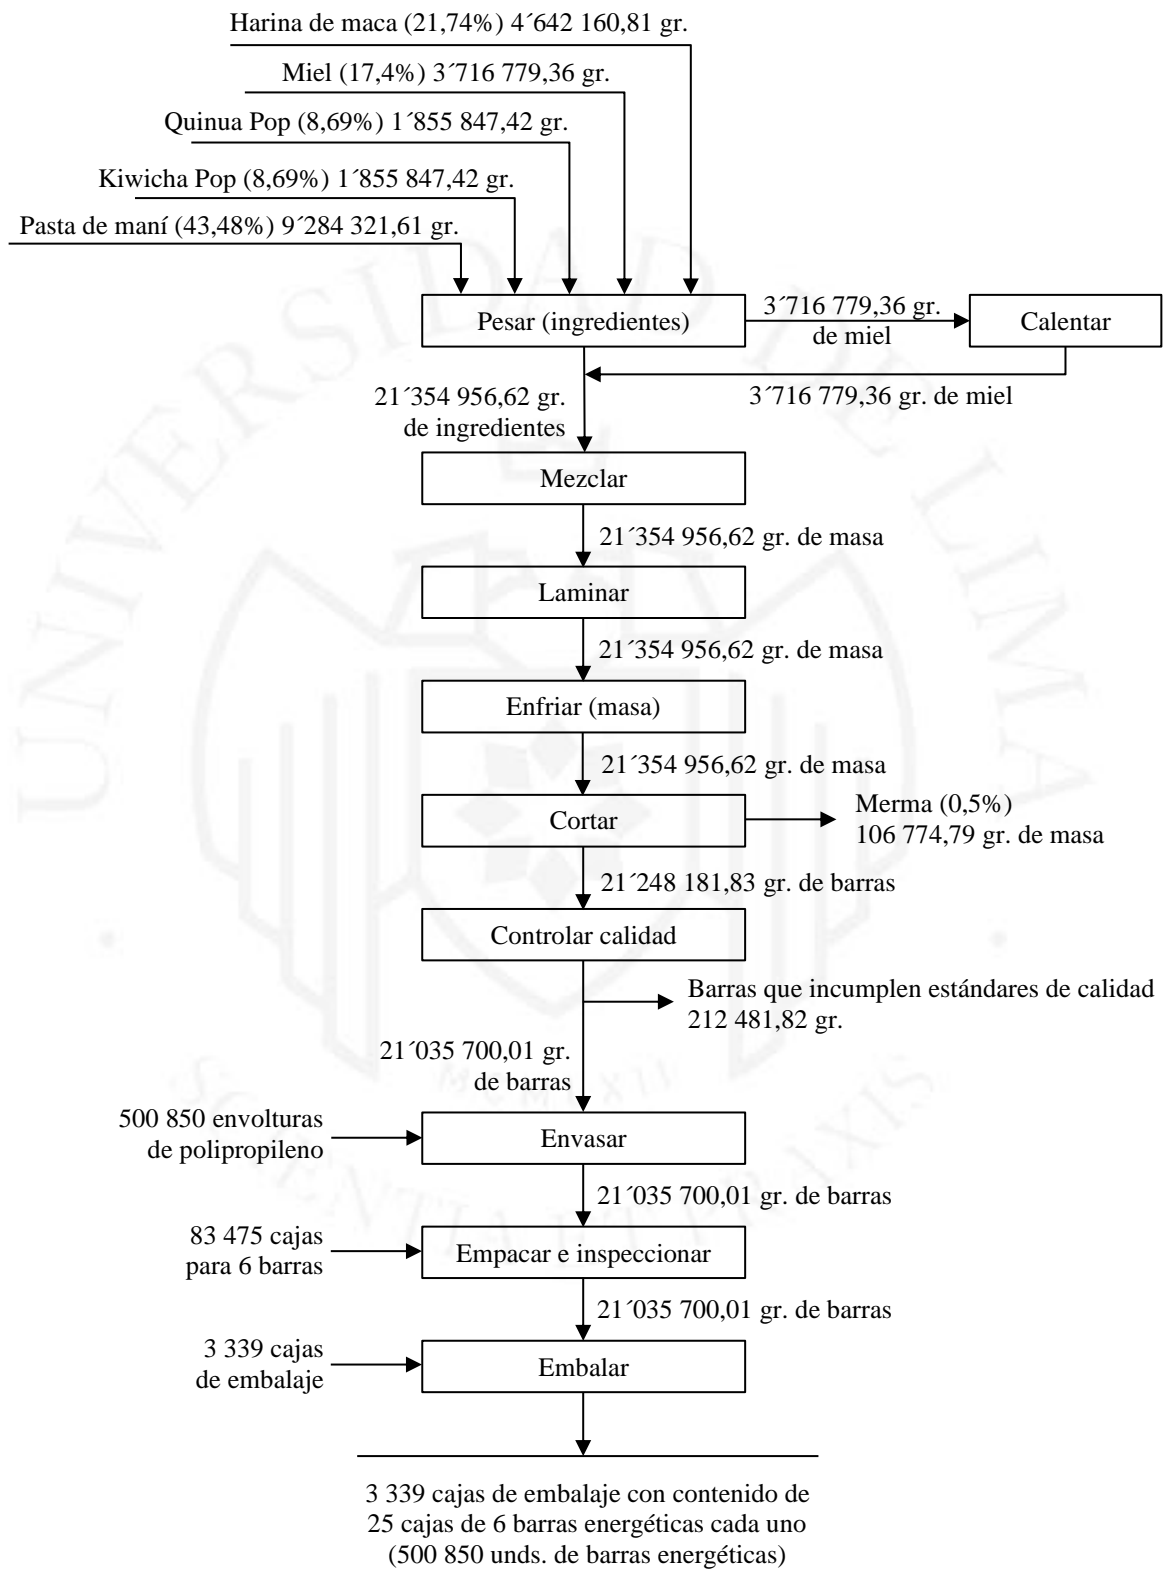 Harina de maca (21,74%) 4´642 160,81 gr.
Miel (17,4%) 3´716 779,36 gr.
Quinua Pop (8,69%) 1´855 847,42 gr.
Kiwicha Pop (8,69%) 1´855 847,42 gr.
Pasta de maní (43,48%) 9´284 321,61 gr.
Pesar (ingredientes)
3´716 779,36 gr.
de miel
Calentar
3´716 779,36 gr. de miel
21´354 956,62 gr.
de ingredientes
Mezclar
21´354 956,62 gr. de masa
Laminar
21´354 956,62 gr. de masa
Enfriar (masa)
21´354 956,62 gr. de masa
Cortar
Merma (0,5%)
106 774,79 gr. de masa
21´248 181,83 gr. de barras
Controlar calidad
Barras que incumplen estándares de calidad
212 481,82 gr.
21´035 700,01 gr.
de barras
500 850 envolturas
de polipropileno
Envasar
21´035 700,01 gr. de barras
83 475 cajas
para 6 barras
Empacar e inspeccionar
21´035 700,01 gr. de barras
3 339 cajas
de embalaje
Embalar
3 339 cajas de embalaje con contenido de
25 cajas de 6 barras energéticas cada uno
(500 850 unds. de barras energéticas)
UNIVERSIDAD DE LIMA
MCMLXII
SCIENTIA ET PRAXIS